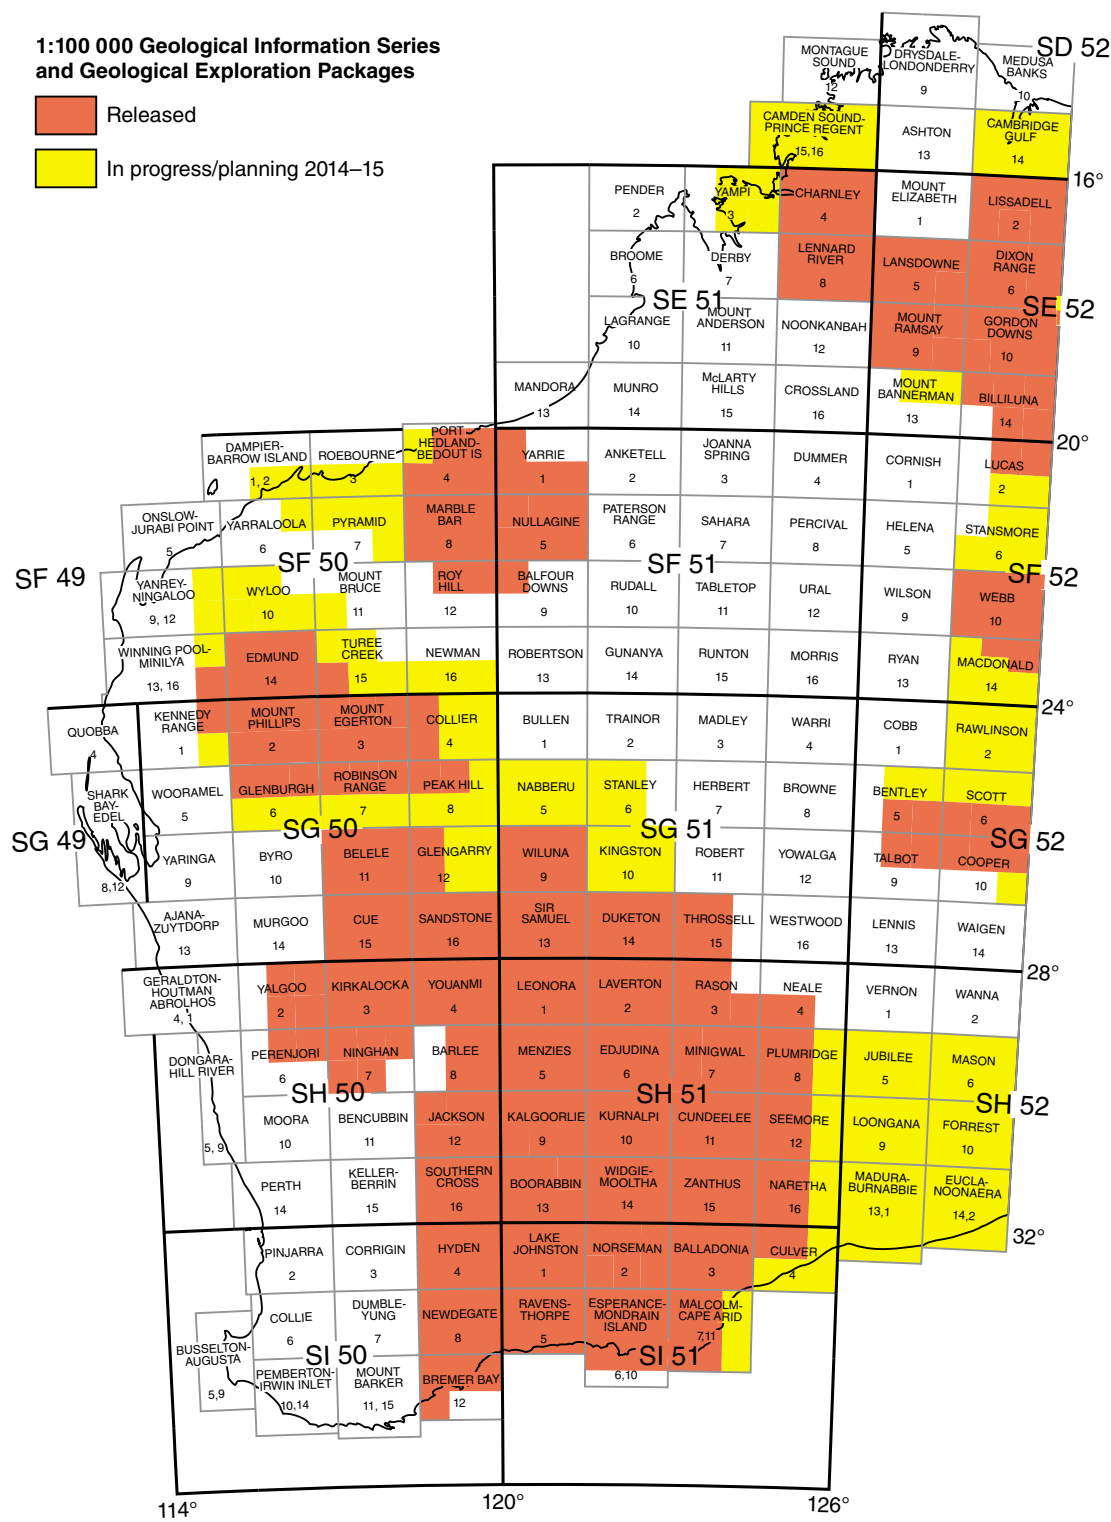 1:100 000 Geological Information Series
and Geological Exploration Packages
Released
In progress/planning 2014–15
SD 52
MONTAGUE
SOUND
12
DRYSDALE-
LONDONDERRY
9
MEDUSA
BANKS
10
CAMDEN SOUND-
PRINCE REGENT
15,16
ASHTON
13
CAMBRIDGE
GULF
14
16°
PENDER
2
YAMPI
3
CHARNLEY
4
MOUNT
ELIZABETH
1
LISSADELL
2
BROOME
6
DERBY
7
LENNARD
RIVER
8
LANSDOWNE
5
DIXON
RANGE
6
SE 51
SE 52
LAGRANGE
10
MOUNT
ANDERSON
11
NOONKANBAH
12
MOUNT
RAMSAY
9
GORDON
DOWNS
10
MANDORA
13
MUNRO
14
McLARTY
HILLS
15
CROSSLAND
16
MOUNT
BANNERMAN
13
BILLILUNA
14
20°
DAMPIER-
BARROW ISLAND
1, 2
ROEBOURNE
3
PORT
HEDLAND-
BEDOUT IS
4
YARRIE
1
ANKETELL
2
JOANNA
SPRING
3
DUMMER
4
CORNISH
1
LUCAS
2
ONSLOW-
JURABI POINT
5
YARRALOOLA
6
PYRAMID
7
MARBLE
BAR
8
NULLAGINE
5
PATERSON
RANGE
6
SAHARA
7
PERCIVAL
8
HELENA
5
STANSMORE
6
SF 49
SF 50
SF 51
SF 52
YANREY-
NINGALOO
9, 12
WYLOO
10
MOUNT
BRUCE
11
ROY
HILL
12
BALFOUR
DOWNS
9
RUDALL
10
TABLETOP
11
URAL
12
WILSON
9
WEBB
10
WINNING POOL-
MINILYA
13, 16
EDMUND
14
TUREE
CREEK
15
NEWMAN
16
ROBERTSON
13
GUNANYA
14
RUNTON
15
MORRIS
16
RYAN
13
MACDONALD
14
24°
QUOBBA
4
KENNEDY
RANGE
1
MOUNT
PHILLIPS
2
MOUNT
EGERTON
3
COLLIER
4
BULLEN
1
TRAINOR
2
MADLEY
3
WARRI
4
COBB
1
RAWLINSON
2
SHARK
BAY-
EDEL
8,12
WOORAMEL
5
GLENBURGH
6
ROBINSON
RANGE
7
PEAK HILL
8
NABBERU
5
STANLEY
6
HERBERT
7
BROWNE
8
BENTLEY
5
SCOTT
6
SG 49
SG 50
SG 51
SG 52
YARINGA
9
BYRO
10
BELELE
11
GLENGARRY
12
WILUNA
9
KINGSTON
10
ROBERT
11
YOWALGA
12
TALBOT
9
COOPER
10
AJANA-
ZUYTDORP
13
MURGOO
14
CUE
15
SANDSTONE
16
SIR
SAMUEL
13
DUKETON
14
THROSSELL
15
WESTWOOD
16
LENNIS
13
WAIGEN
14
28°
GERALDTON-
HOUTMAN
ABROLHOS
4, 1
YALGOO
2
KIRKALOCKA
3
YOUANMI
4
LEONORA
1
LAVERTON
2
RASON
3
NEALE
4
VERNON
1
WANNA
2
DONGARA-
HILL RIVER
5, 9
PERENJORI
6
NINGHAN
7
BARLEE
8
MENZIES
5
EDJUDINA
6
MINIGWAL
7
PLUMRIDGE
8
JUBILEE
5
MASON
6
SH 50
SH 51
SH 52
MOORA
10
BENCUBBIN
11
JACKSON
12
KALGOORLIE
9
KURNALPI
10
CUNDEELEE
11
SEEMORE
12
LOONGANA
9
FORREST
10
PERTH
14
KELLER-
BERRIN
15
SOUTHERN
CROSS
16
BOORABBIN
13
WIDGIE-
MOOLTHA
14
ZANTHUS
15
NARETHA
16
MADURA-
BURNABBIE
13,1
EUCLA-
NOONAERA
14,2
32°
PINJARRA
2
CORRIGIN
3
HYDEN
4
LAKE
JOHNSTON
1
NORSEMAN
2
BALLADONIA
3
CULVER
4
COLLIE
6
DUMBLE-
YUNG
7
NEWDEGATE
8
RAVENS-
THORPE
5
ESPERANCE-
MONDRAIN
ISLAND
6,10
MALCOLM-
CAPE ARID
7,11
BUSSELTON-
AUGUSTA
5,9
SI 50
SI 51
PEMBERTON-
IRWIN INLET
10,14
MOUNT
BARKER
11, 15
BREMER BAY
12
114°
120°
126°